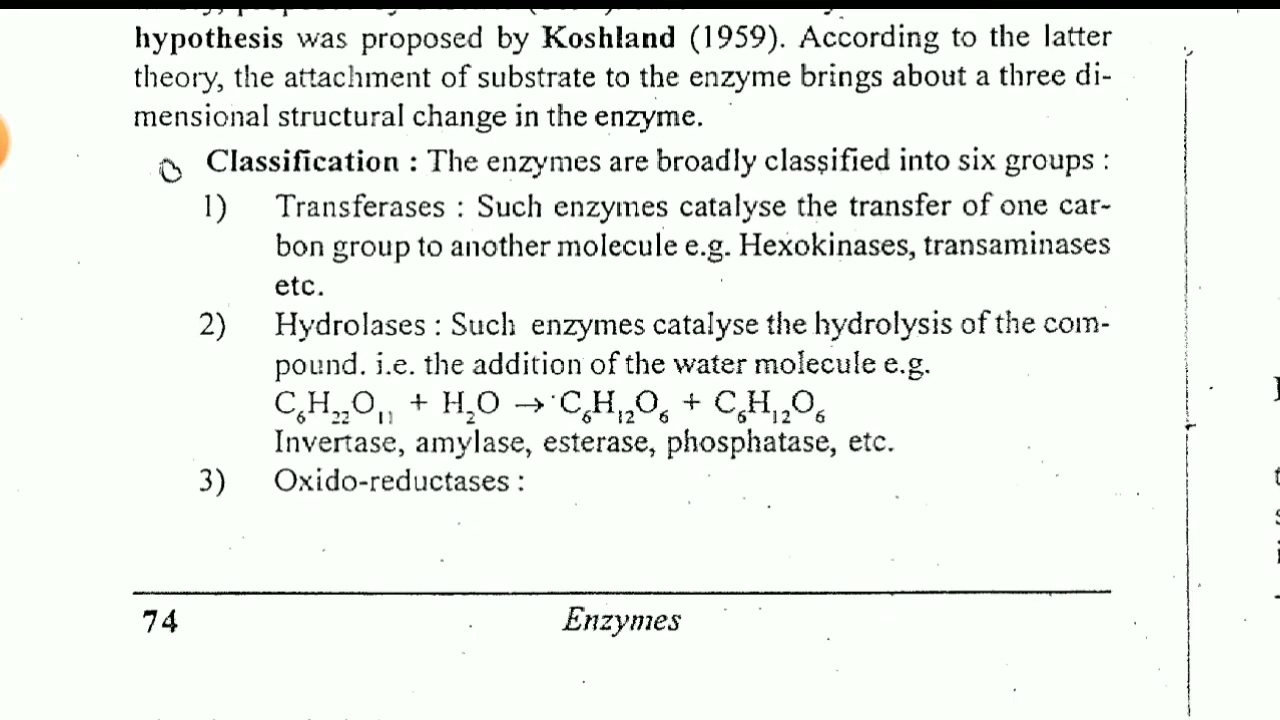 hypothesis was proposed by Koshland (1959). According to the latter
theory, the attachment of substrate to the enzyme brings about a three di-
mensional structural change in the enzyme.
Classification : The enzymes are broadly classified into six groups :
1) Transferases : Such enzymes catalyse the transfer of one car-
bon group to another molecule e.g. Hexokinases, transaminases
etc.
2) Hydrolases : Such enzymes catalyse the hydrolysis of the com-
pound. i.e. the addition of the water molecule e.g.
C₆H₂₂O₁₁ + H₂O → C₆H₁₂O₆ + C₆H₁₂O₆
Invertase, amylase, esterase, phosphatase, etc.
3) Oxido-reductases :
74 Enzymes